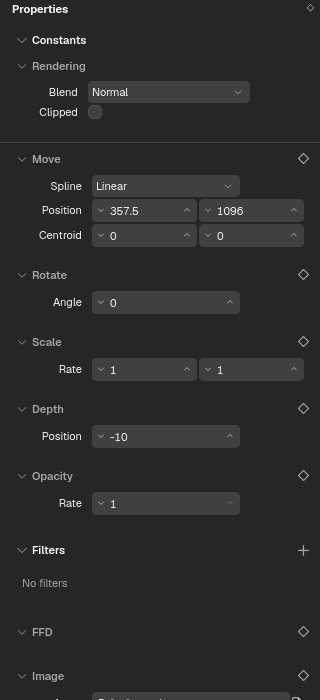 Properties
Constants
Rendering
Blend Normal
Clipped
Move
Spline Linear
Position 357.5 1096
Centroid 0 0
Rotate
Angle 0
Scale
Rate 1 1
Depth
Position -10
Opacity
Rate 1
Filters
No filters
FFD
Image